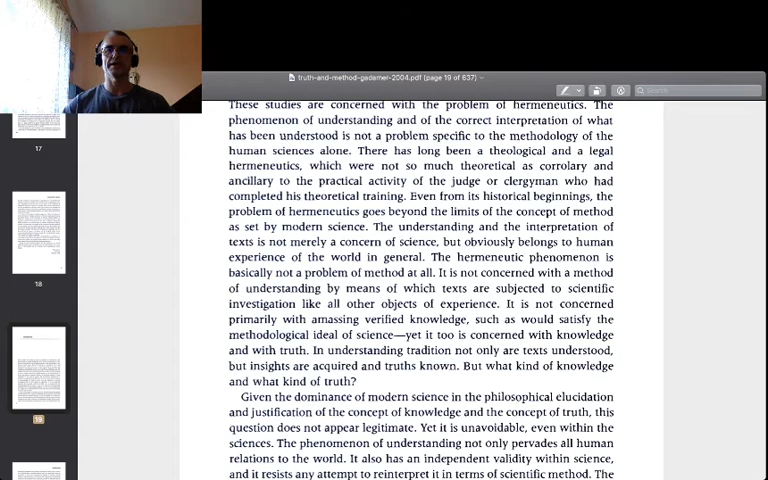 truth-and-method-gadamer-2004.pdf (page 19 of 637)
Search
17
18
19
These studies are concerned with the problem of hermeneutics. The
phenomenon of understanding and of the correct interpretation of what
has been understood is not a problem specific to the methodology of the
human sciences alone. There has long been a theological and a legal
hermeneutics, which were not so much theoretical as corrolary and
ancillary to the practical activity of the judge or clergyman who had
completed his theoretical training. Even from its historical beginnings, the
problem of hermeneutics goes beyond the limits of the concept of method
as set by modern science. The understanding and the interpretation of
texts is not merely a concern of science, but obviously belongs to human
experience of the world in general. The hermeneutic phenomenon is
basically not a problem of method at all. It is not concerned with a method
of understanding by means of which texts are subjected to scientific
investigation like all other objects of experience. It is not concerned
primarily with amassing verified knowledge, such as would satisfy the
methodological ideal of science—yet it too is concerned with knowledge
and with truth. In understanding tradition not only are texts understood,
but insights are acquired and truths known. But what kind of knowledge
and what kind of truth?
Given the dominance of modern science in the philosophical elucidation
and justification of the concept of knowledge and the concept of truth, this
question does not appear legitimate. Yet it is unavoidable, even within the
sciences. The phenomenon of understanding not only pervades all human
relations to the world. It also has an independent validity within science,
and it resists any attempt to reinterpret it in terms of scientific method. The